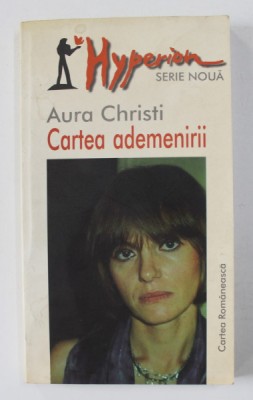 Hyperion
SERIE NOUĂ
Aura Christi
Cartea ademenirii
Cartea Românească